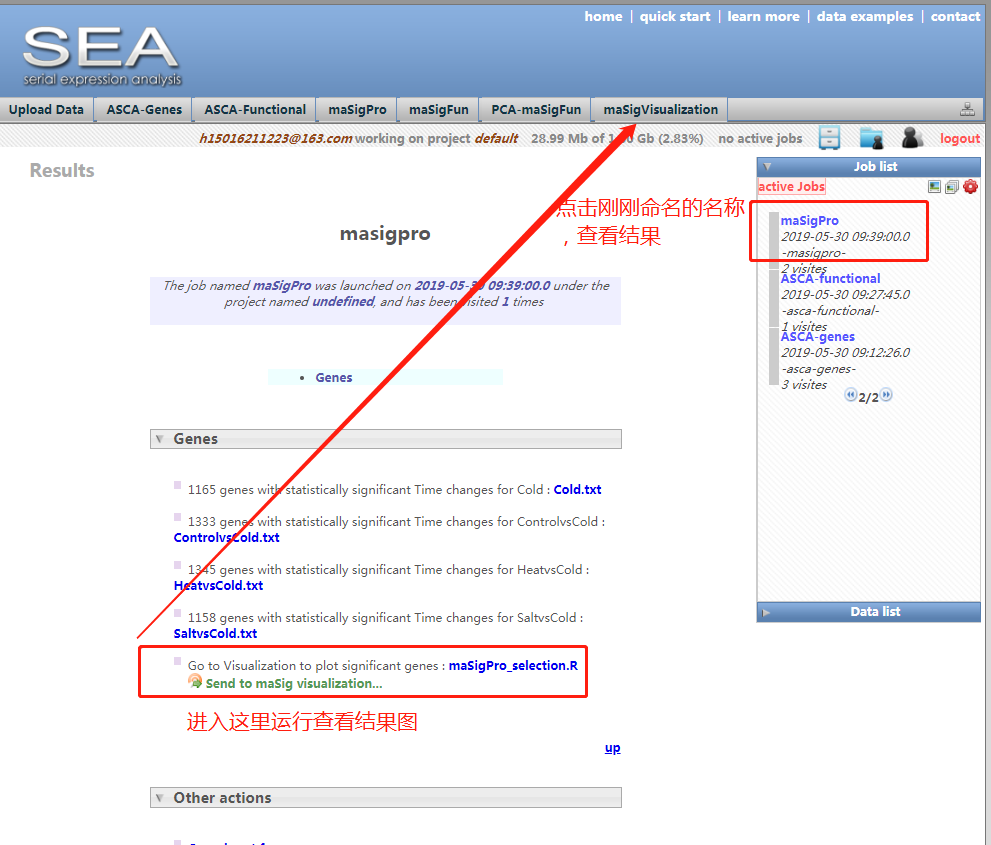 home | quick start | learn more | data examples | contact
SEA
serial expression analysis
Upload Data ASCA-Genes ASCA-Functional maSigPro maSigFun PCA-maSigFun maSigVisualization
h15016211223@163.com working on project default 28.99 Mb of Gb (2.83%) no active jobs logout
Results
Job list
active Jobs
点击刚刚命名的名称
，查看结果
maSigPro
2019-05-30 09:39:00.0
-masigpro-
2 visites
ASCA-functional
2019-05-30 09:27:45.0
-asca-functional-
1 visites
ASCA-genes
2019-05-30 09:12:26.0
-asca-genes-
3 visites
2/2
Data list
masigpro
The job named maSigPro was launched on 2019-05-30 09:39:00.0 under the
project named undefined, and has been visited 1 times
• Genes
Genes
1165 genes with statistically significant Time changes for Cold : Cold.txt
1333 genes with statistically significant Time changes for ControlvsCold :
ControlvsCold.txt
1345 genes with statistically significant Time changes for HeatvsCold :
HeatvsCold.txt
1158 genes with statistically significant Time changes for SaltvsCold :
SaltvsCold.txt
Go to Visualization to plot significant genes : maSigPro_selection.R
Send to maSig visualization...
进入这里运行查看结果图
up
Other actions